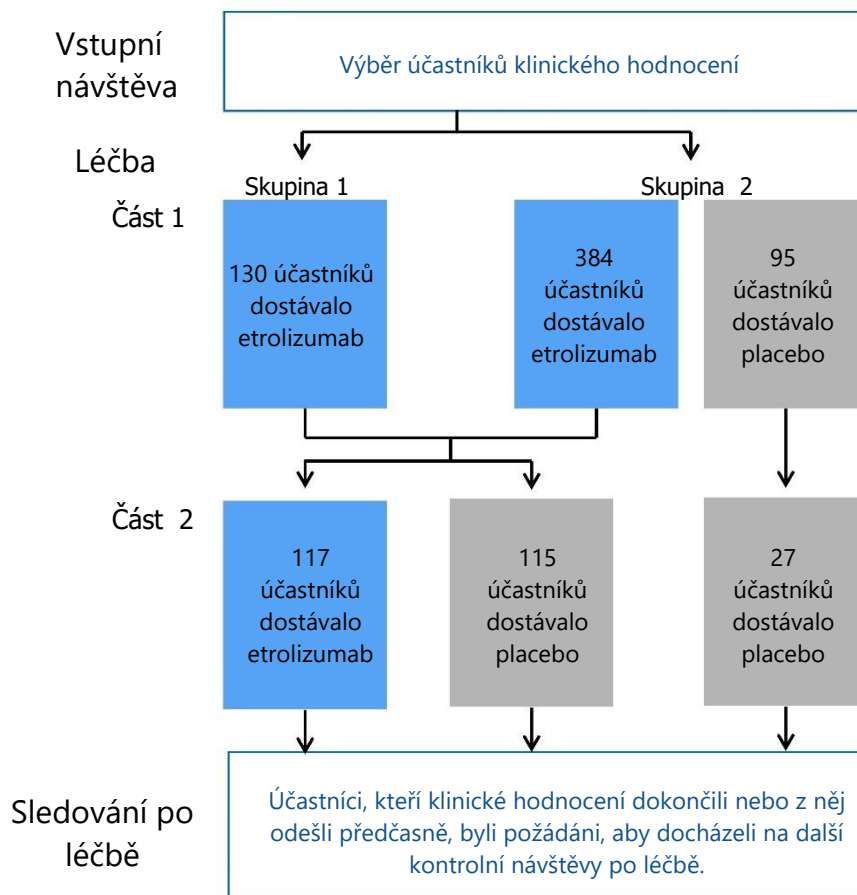 Vstupní
návštěva
Výběr účastníků klinického hodnocení
Léčba
Skupina 1
Skupina 2
Část 1
130 účastníků
dostávalo
etrolizumab
384
účastníků
dostávalo
etrolizumab
95
účastníků
dostávalo
placebo
Část 2
117
účastníků
dostávalo
etrolizumab
115
účastníků
dostávalo
placebo
27
účastníků
dostávalo
placebo
Sledování po
léčbě
Účastníci, kteří klinické hodnocení dokončili nebo z něj
odešli předčasně, byli požádáni, aby docházeli na další
kontrolní návštěvy po léčbě.